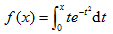 f(x) = ∫₀ˣ te^{-t²}dt